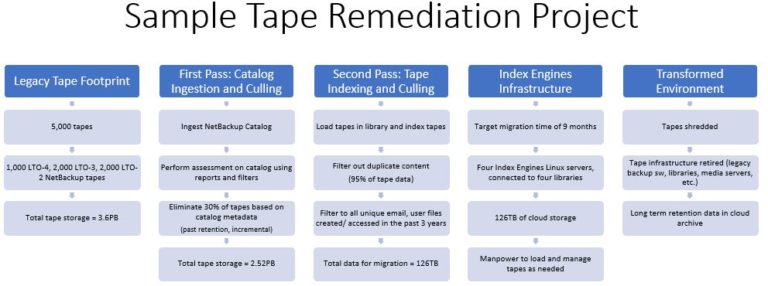 Sample Tape Remediation Project
Legacy Tape Footprint
5,000 tapes
1,000 LTO-4, 2,000 LTO-3, 2,000 LTO-
2 NetBackup tapes
Total tape storage = 3.6PB
First Pass: Catalog
Ingestion and Culling
Ingest NetBackup Catalog
Perform assessment on catalog using
reports and filters
Eliminate 30% of tapes based on
catalog metadata
(past retention, incremental)
Total tape storage = 2.52PB
Second Pass: Tape
Indexing and Culling
Load tapes in library and index tapes
Filter out duplicate content
(95% of tape data)
Filter to all unique email, user files
created/ accessed in the past 3 years
Total data for migration = 126TB
Index Engines
Infrastructure
Target migration time of 9 months
Four Index Engines Linux servers,
connected to four libraries
126TB of cloud storage
Manpower to load and manage
tapes as needed
Transformed
Environment
Tapes shredded
Tape infrastructure retired (legacy
backup sw, libraries, media servers,
etc.)
Long term retention data in cloud
archive